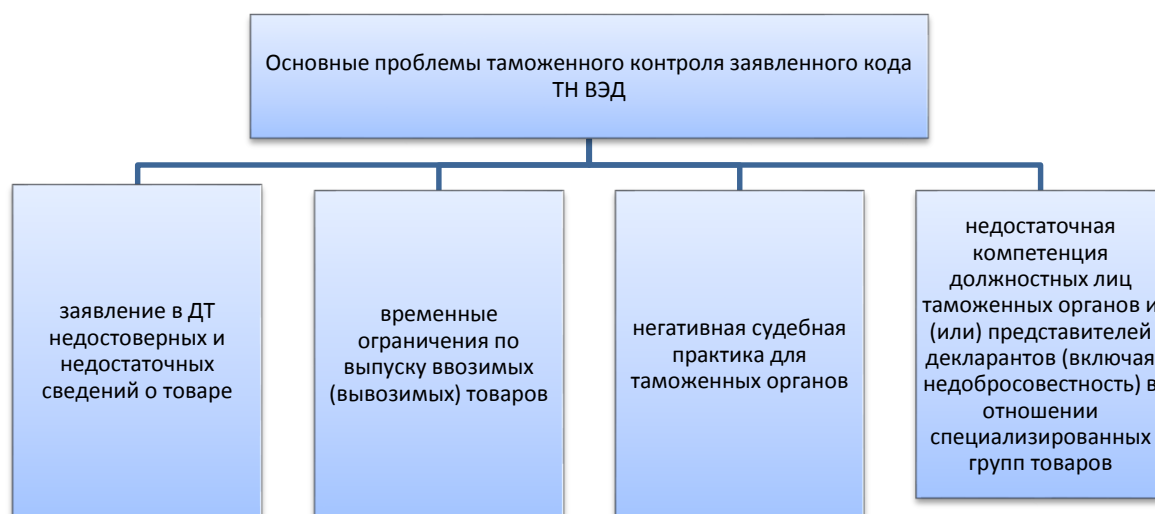 Основные проблемы таможенного контроля заявленного кода
ТН ВЭД
заявление в ДТ
недостоверных и
недостаточных
сведений о товаре
временные
ограничения по
выпуску ввозимых
(вывозимых) товаров
негативная судебная
практика для
таможенных органов
недостаточная
компетенция
должностных лиц
таможенных органов и
(или) представителей
декларантов (включая
недобросовестность) в
отношении
специализированных
групп товаров